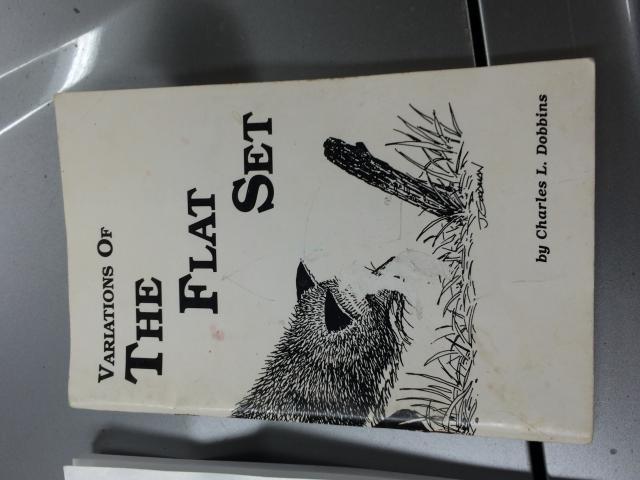 VARIATIONS OF
THE
FLAT
SET
by Charles L. Dobbins